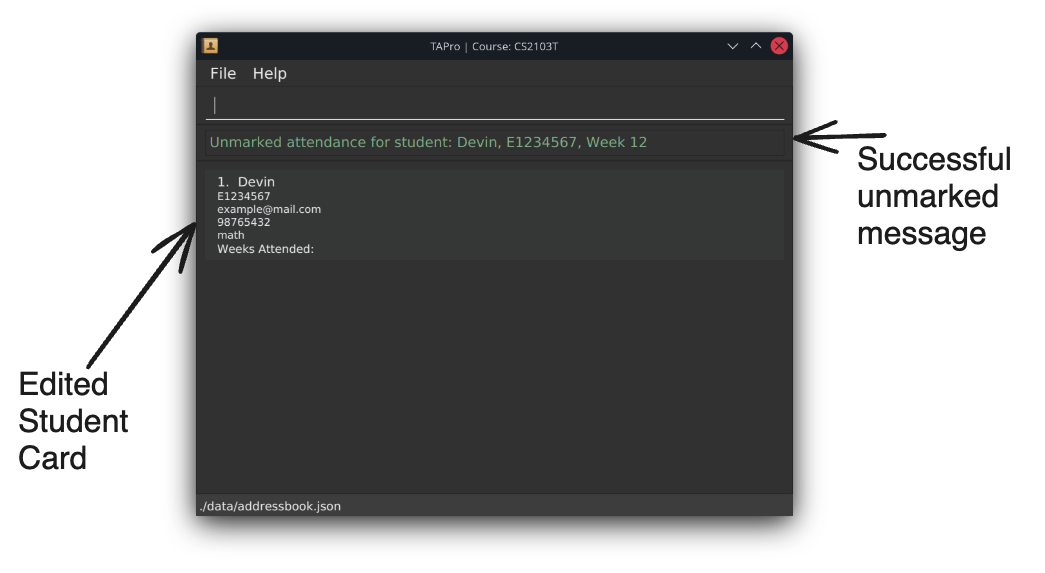 TAPro | Course: CS2103T
File Help
Unmarked attendance for student: Devin, E1234567, Week 12
Successful
unmarked
message
1. Devin
E1234567
example@mail.com
98765432
math
Weeks Attended:
Edited
Student
Card
./data/addressbook.json